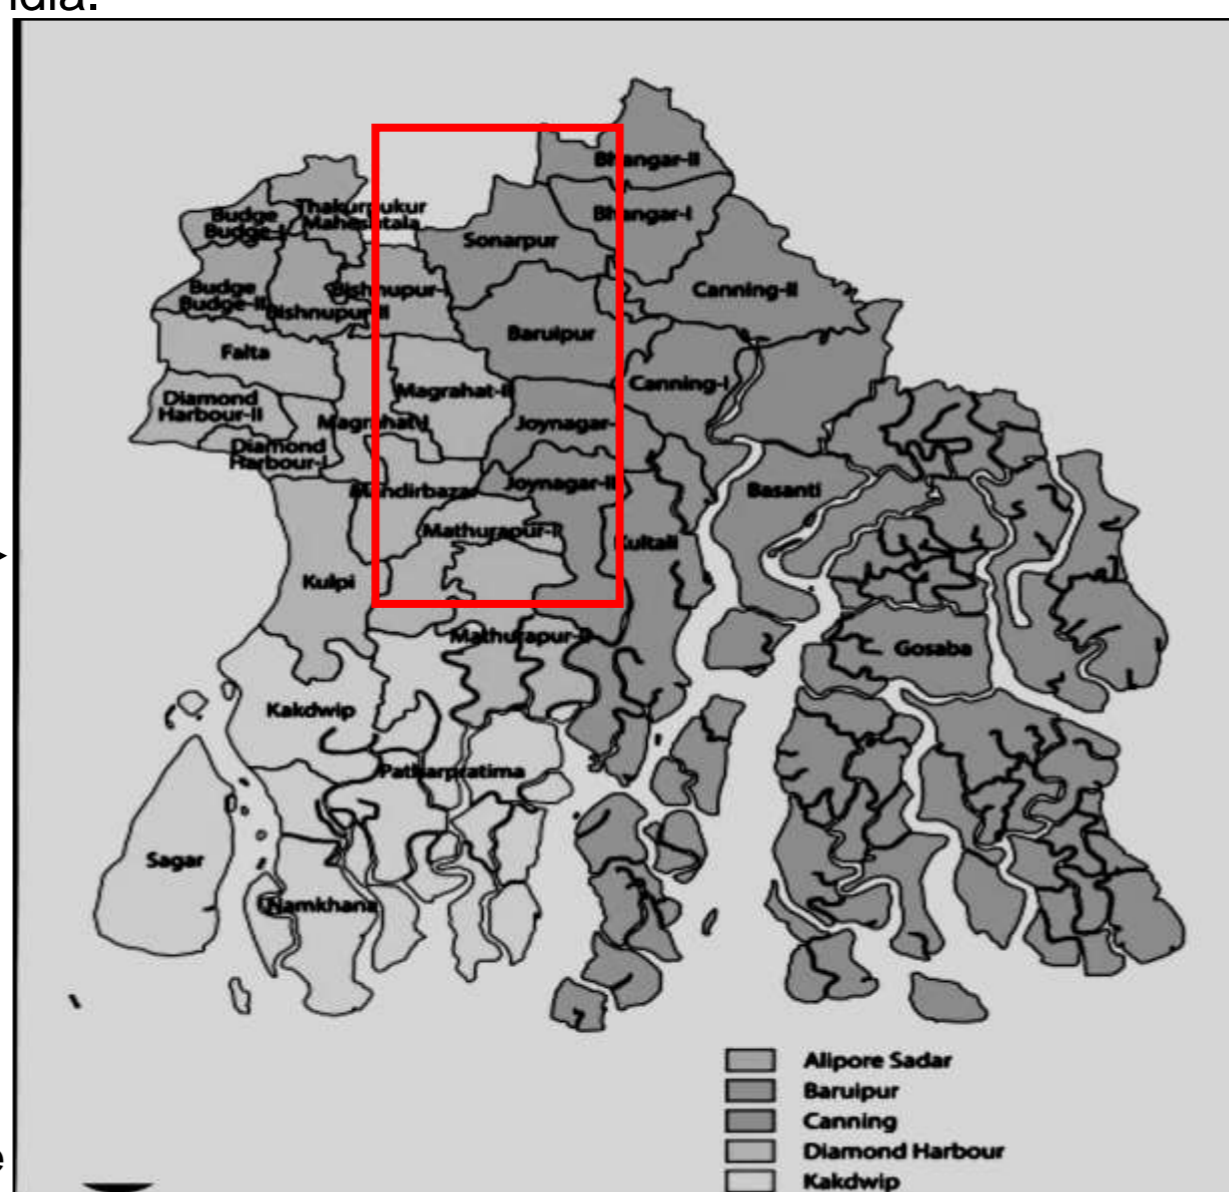 Bhangar-II
Thakurpukur
Maheshtala
Budge
Budge-I
Bhangar-I
Sonarpur
Budge
Budge-II
Bishnupur-I
Canning-II
Bishnupur-II
Baruipur
Falta
Canning-I
Magrahat-II
Diamond
Harbour-II
Magrahat-I
Joynagar-
Diamond
Harbour-I
Joynagar-II
Mandirbazar
Basanti
Mathurapur-I
Kultali
Kulpi
Mathurapur-II
Gosaba
Kakdwip
Patharpratima
Sagar
Namkhana
Alipore Sadar
Baruipur
Canning
Diamond Harbour
Kakdwip